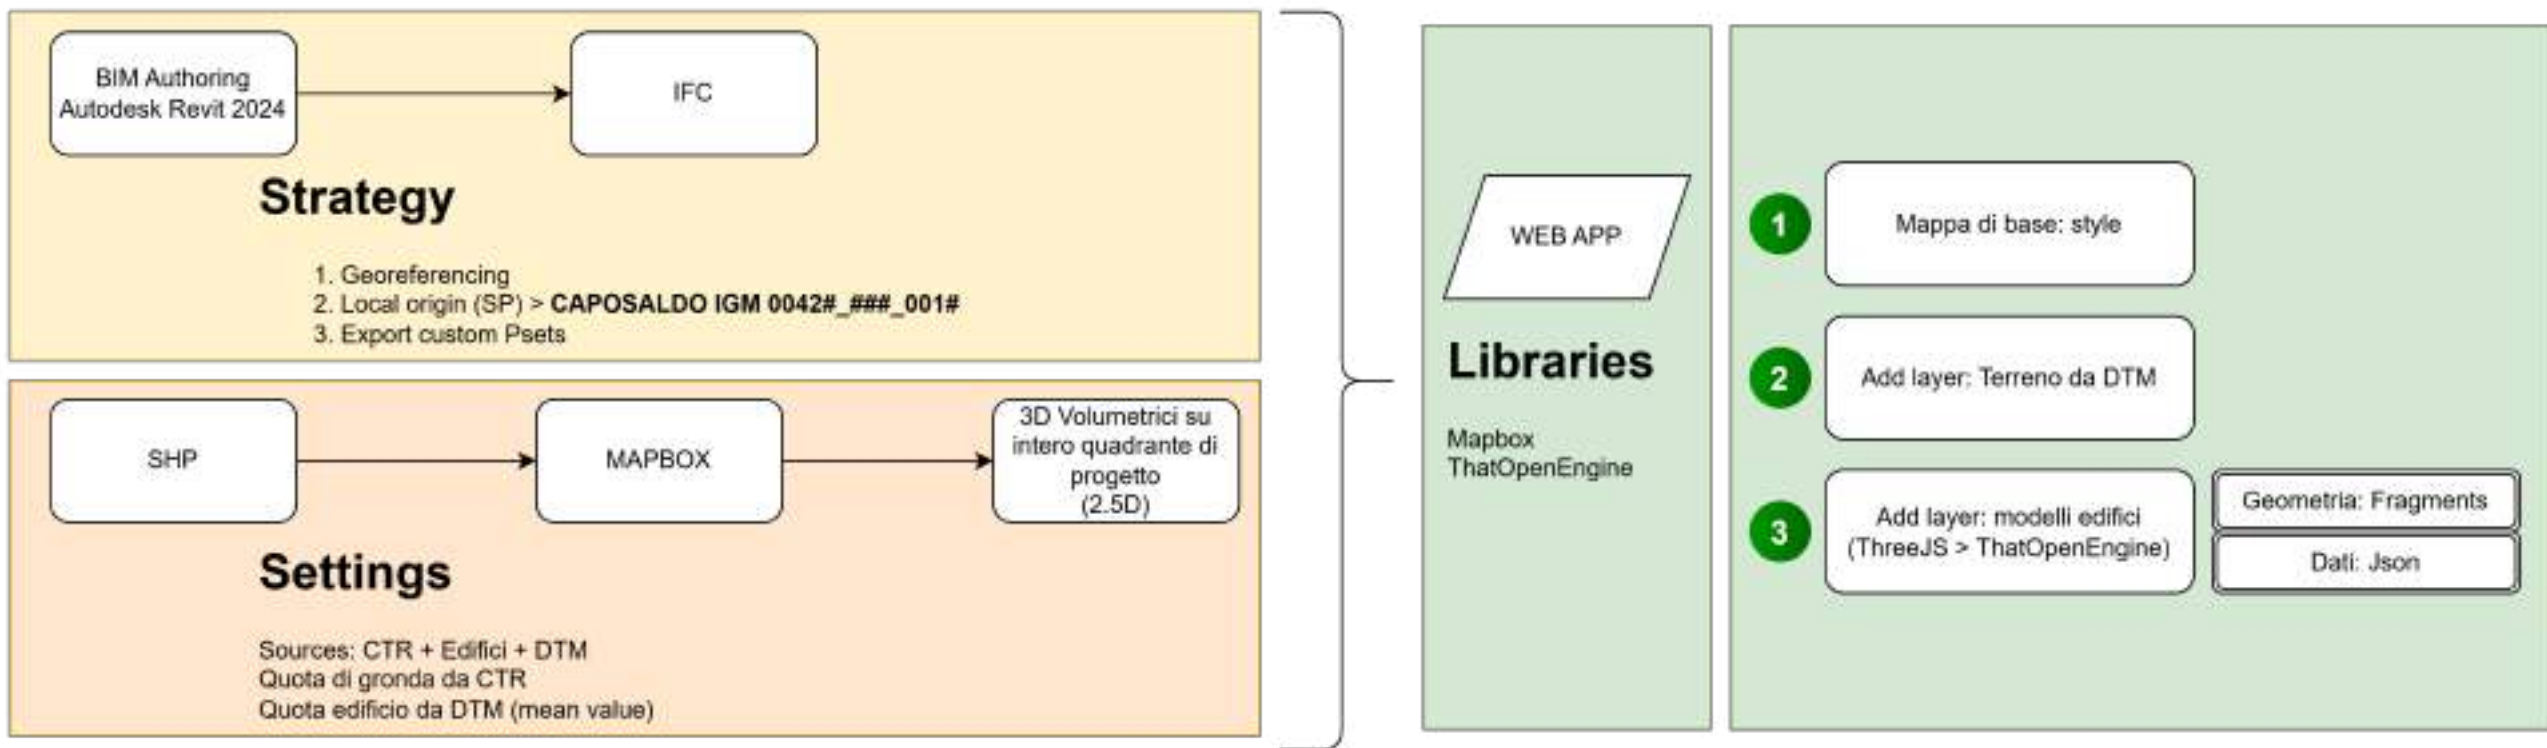 BIM Authoring
Autodesk Revit 2024
IFC
Strategy
1. Georeferencing
2. Local origin (SP) > CAPOSALDO IGM 0042#_###_001#
3. Export custom Psets
SHP
MAPBOX
3D Volumetrici su
intero quadrante di
progetto
(2.5D)
Settings
Sources: CTR + Edifici + DTM
Quota di gronda da CTR
Quota edificio da DTM (mean value)
WEB APP
Libraries
Mapbox
ThatOpenEngine
1
Mappa di base: style
2
Add layer: Terreno da DTM
3
Add layer: modelli edifici
(ThreeJS > ThatOpenEngine)
Geometria: Fragments
Dati: Json